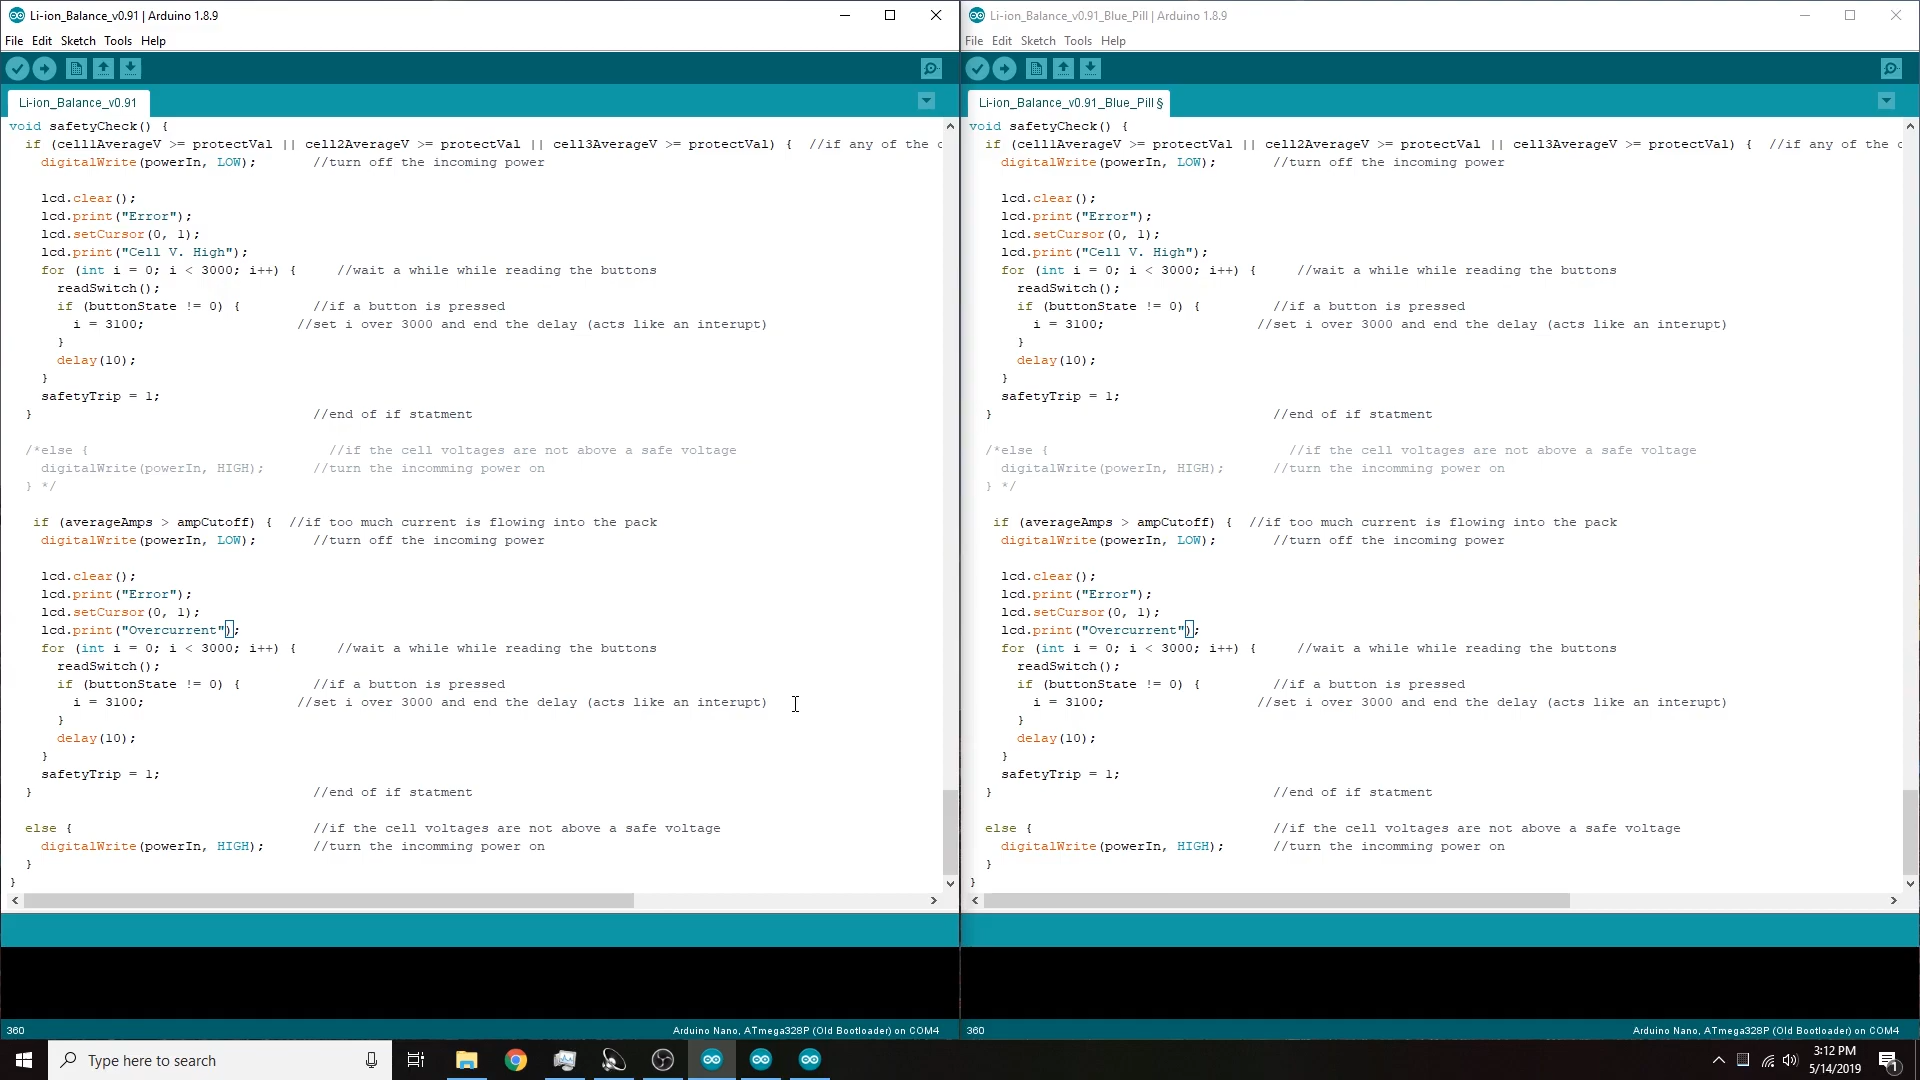 Li-ion_Balance_v0.91 | Arduino 1.8.9
File Edit Sketch Tools Help
Li-ion_Balance_v0.91
void safetyCheck() {
if (cell1AverageV >= protectVal || cell2AverageV >= protectVal || cell3AverageV >= protectVal) { //if any of the c
digitalWrite(powerIn, LOW); //turn off the incoming power
lcd.clear();
lcd.print("Error");
lcd.setCursor(0, 1);
lcd.print("Cell V. High");
for (int i = 0; i < 3000; i++) { //wait a while while reading the buttons
readSwitch();
if (buttonState != 0) { //if a button is pressed
i = 3100; //set i over 3000 and end the delay (acts like an interupt)
}
delay(10);
}
safetyTrip = 1;
} //end of if statment
/*else { //if the cell voltages are not above a safe voltage
digitalWrite(powerIn, HIGH); //turn the incomming power on
} */
if (averageAmps > ampCutoff) { //if too much current is flowing into the pack
digitalWrite(powerIn, LOW); //turn off the incoming power
lcd.clear();
lcd.print("Error");
lcd.setCursor(0, 1);
lcd.print("Overcurrent");
for (int i = 0; i < 3000; i++) { //wait a while while reading the buttons
readSwitch();
if (buttonState != 0) { //if a button is pressed
i = 3100; //set i over 3000 and end the delay (acts like an interupt)
}
delay(10);
}
safetyTrip = 1;
} //end of if statment
else { //if the cell voltages are not above a safe voltage
digitalWrite(powerIn, HIGH); //turn the incomming power on
}
}
360 Arduino Nano, ATmega328P (Old Bootloader) on COM4
Li-ion_Balance_v0.91_Blue_Pill | Arduino 1.8.9
File Edit Sketch Tools Help
Li-ion_Balance_v0.91_Blue_Pill §
void safetyCheck() {
if (cell1AverageV >= protectVal || cell2AverageV >= protectVal || cell3AverageV >= protectVal) { //if any of the c
digitalWrite(powerIn, LOW); //turn off the incoming power
lcd.clear();
lcd.print("Error");
lcd.setCursor(0, 1);
lcd.print("Cell V. High");
for (int i = 0; i < 3000; i++) { //wait a while while reading the buttons
readSwitch();
if (buttonState != 0) { //if a button is pressed
i = 3100; //set i over 3000 and end the delay (acts like an interupt)
}
delay(10);
}
safetyTrip = 1;
} //end of if statment
/*else { //if the cell voltages are not above a safe voltage
digitalWrite(powerIn, HIGH); //turn the incomming power on
} */
if (averageAmps > ampCutoff) { //if too much current is flowing into the pack
digitalWrite(powerIn, LOW); //turn off the incoming power
lcd.clear();
lcd.print("Error");
lcd.setCursor(0, 1);
lcd.print("Overcurrent");
for (int i = 0; i < 3000; i++) { //wait a while while reading the buttons
readSwitch();
if (buttonState != 0) { //if a button is pressed
i = 3100; //set i over 3000 and end the delay (acts like an interupt)
}
delay(10);
}
safetyTrip = 1;
} //end of if statment
else { //if the cell voltages are not above a safe voltage
digitalWrite(powerIn, HIGH); //turn the incomming power on
}
}
360 Arduino Nano, ATmega328P (Old Bootloader) on COM4
Type here to search
3:12 PM
5/14/2019
1